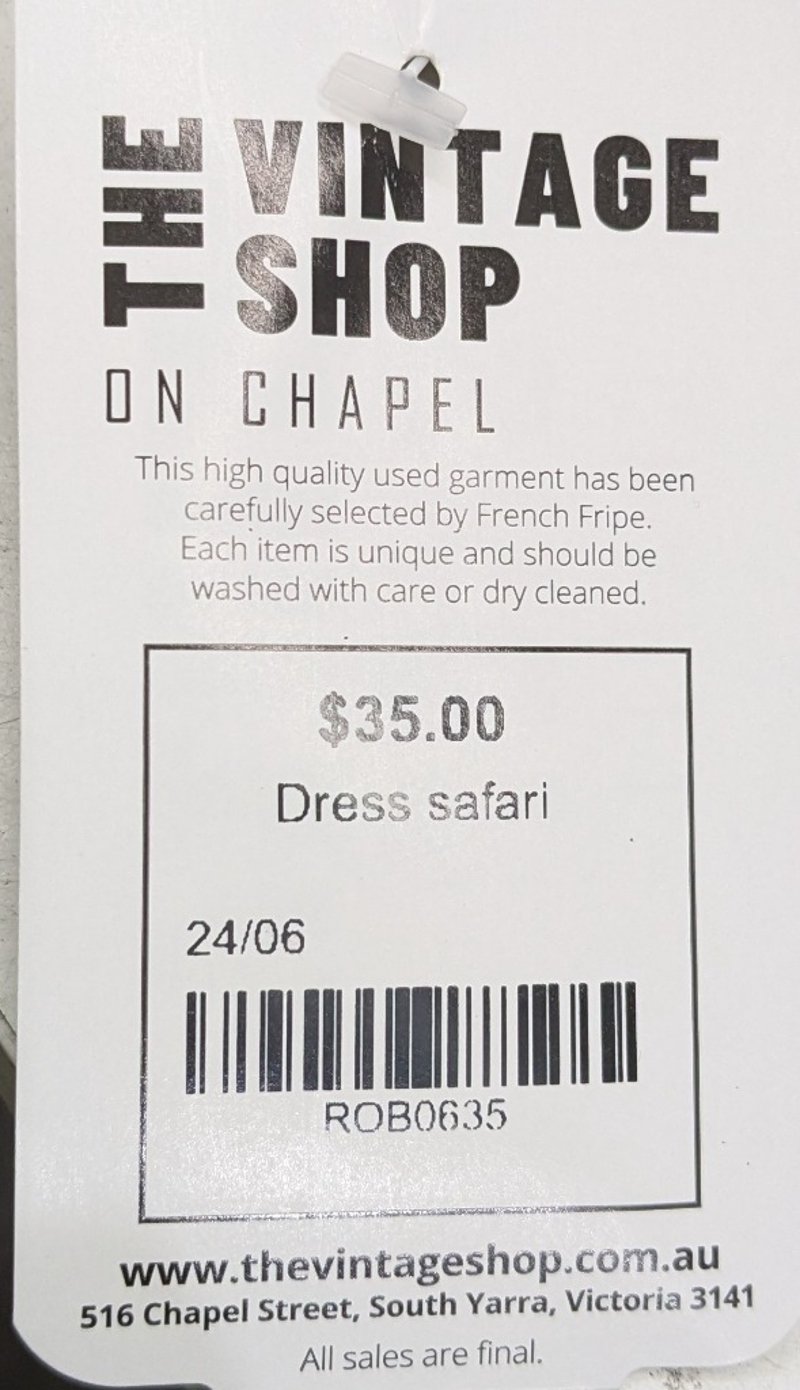 THE VINTAGE
SHOP
ON CHAPEL
This high quality used garment has been
carefully selected by French Fripe.
Each item is unique and should be
washed with care or dry cleaned.
$35.00
Dress safari
24/06
ROB0635
www.thevintageshop.com.au
516 Chapel Street, South Yarra, Victoria 3141
All sales are final.